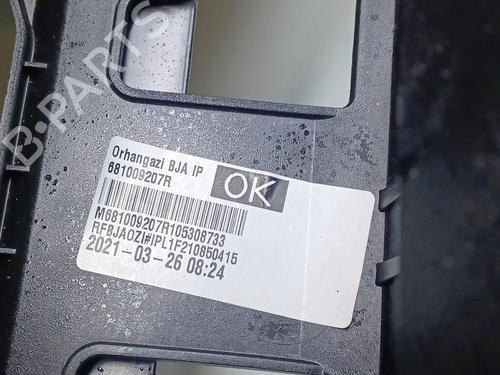 B-PARTS
Orhangazi BJA IP
681009207R
OK
M681009207R105308733
RFBJAOZI#IPL1F210850415
2021-03-26 08:24